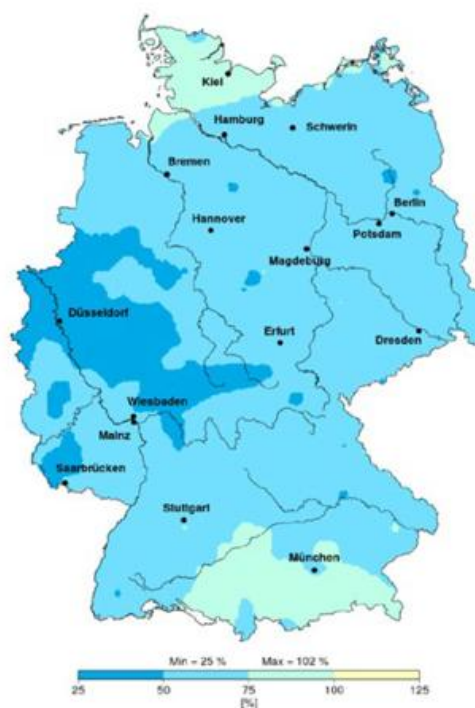 Kiel
Hamburg
Schwerin
Bremen
Berlin
Hannover
Potsdam
Magdeburg
Düsseldorf
Erfurt
Dresden
Wiesbaden
Mainz
Saarbrücken
Stuttgart
München
Min = 25 % Max = 102 %
25 50 75 100 125
[%]